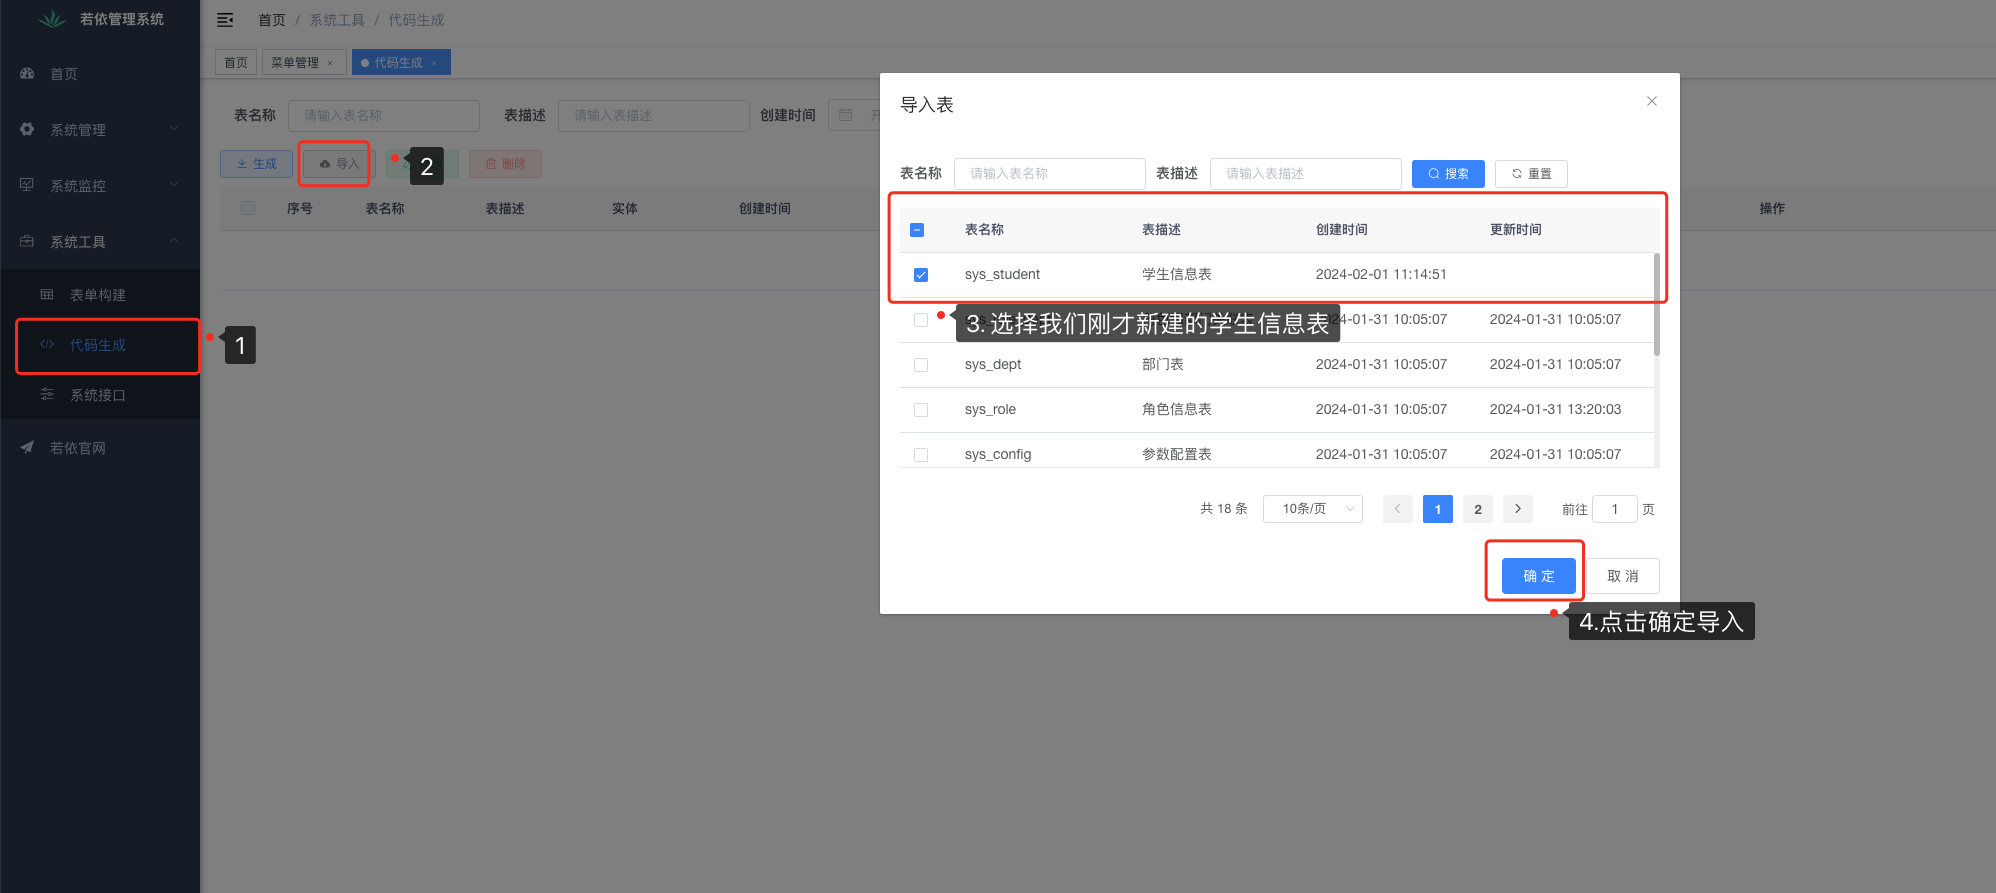 若依管理系统
首页 / 系统工具 / 代码生成
首页
系统管理
系统监控
系统工具
表单构建
代码生成
系统接口
若依官网
1
首页 菜单管理 × 代码生成 ×
表名称 请输入表名称 表描述 请输入表描述 创建时间
生成 导入 删除
2
序号 表名称 表描述 实体 创建时间 操作
导入表
表名称 请输入表名称 表描述 请输入表描述 搜索 重置
表名称 表描述 创建时间 更新时间
sys_student 学生信息表 2024-02-01 11:14:51
3. 选择我们刚才新建的学生信息表
24-01-31 10:05:07 2024-01-31 10:05:07
sys_dept 部门表 2024-01-31 10:05:07 2024-01-31 10:05:07
sys_role 角色信息表 2024-01-31 10:05:07 2024-01-31 13:20:03
sys_config 参数配置表 2024-01-31 10:05:07 2024-01-31 10:05:07
共 18 条 10条/页 1 2 前往 1 页
确 定 取 消
4.点击确定导入